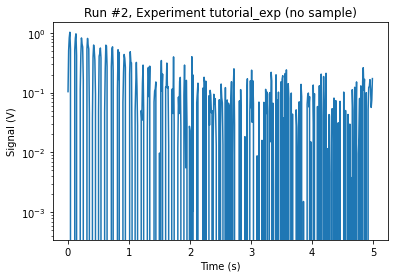 Run #2, Experiment tutorial_exp (no sample)
Signal (V)
10⁰
10⁻¹
10⁻²
10⁻³
0 1 2 3 4 5
Time (s)